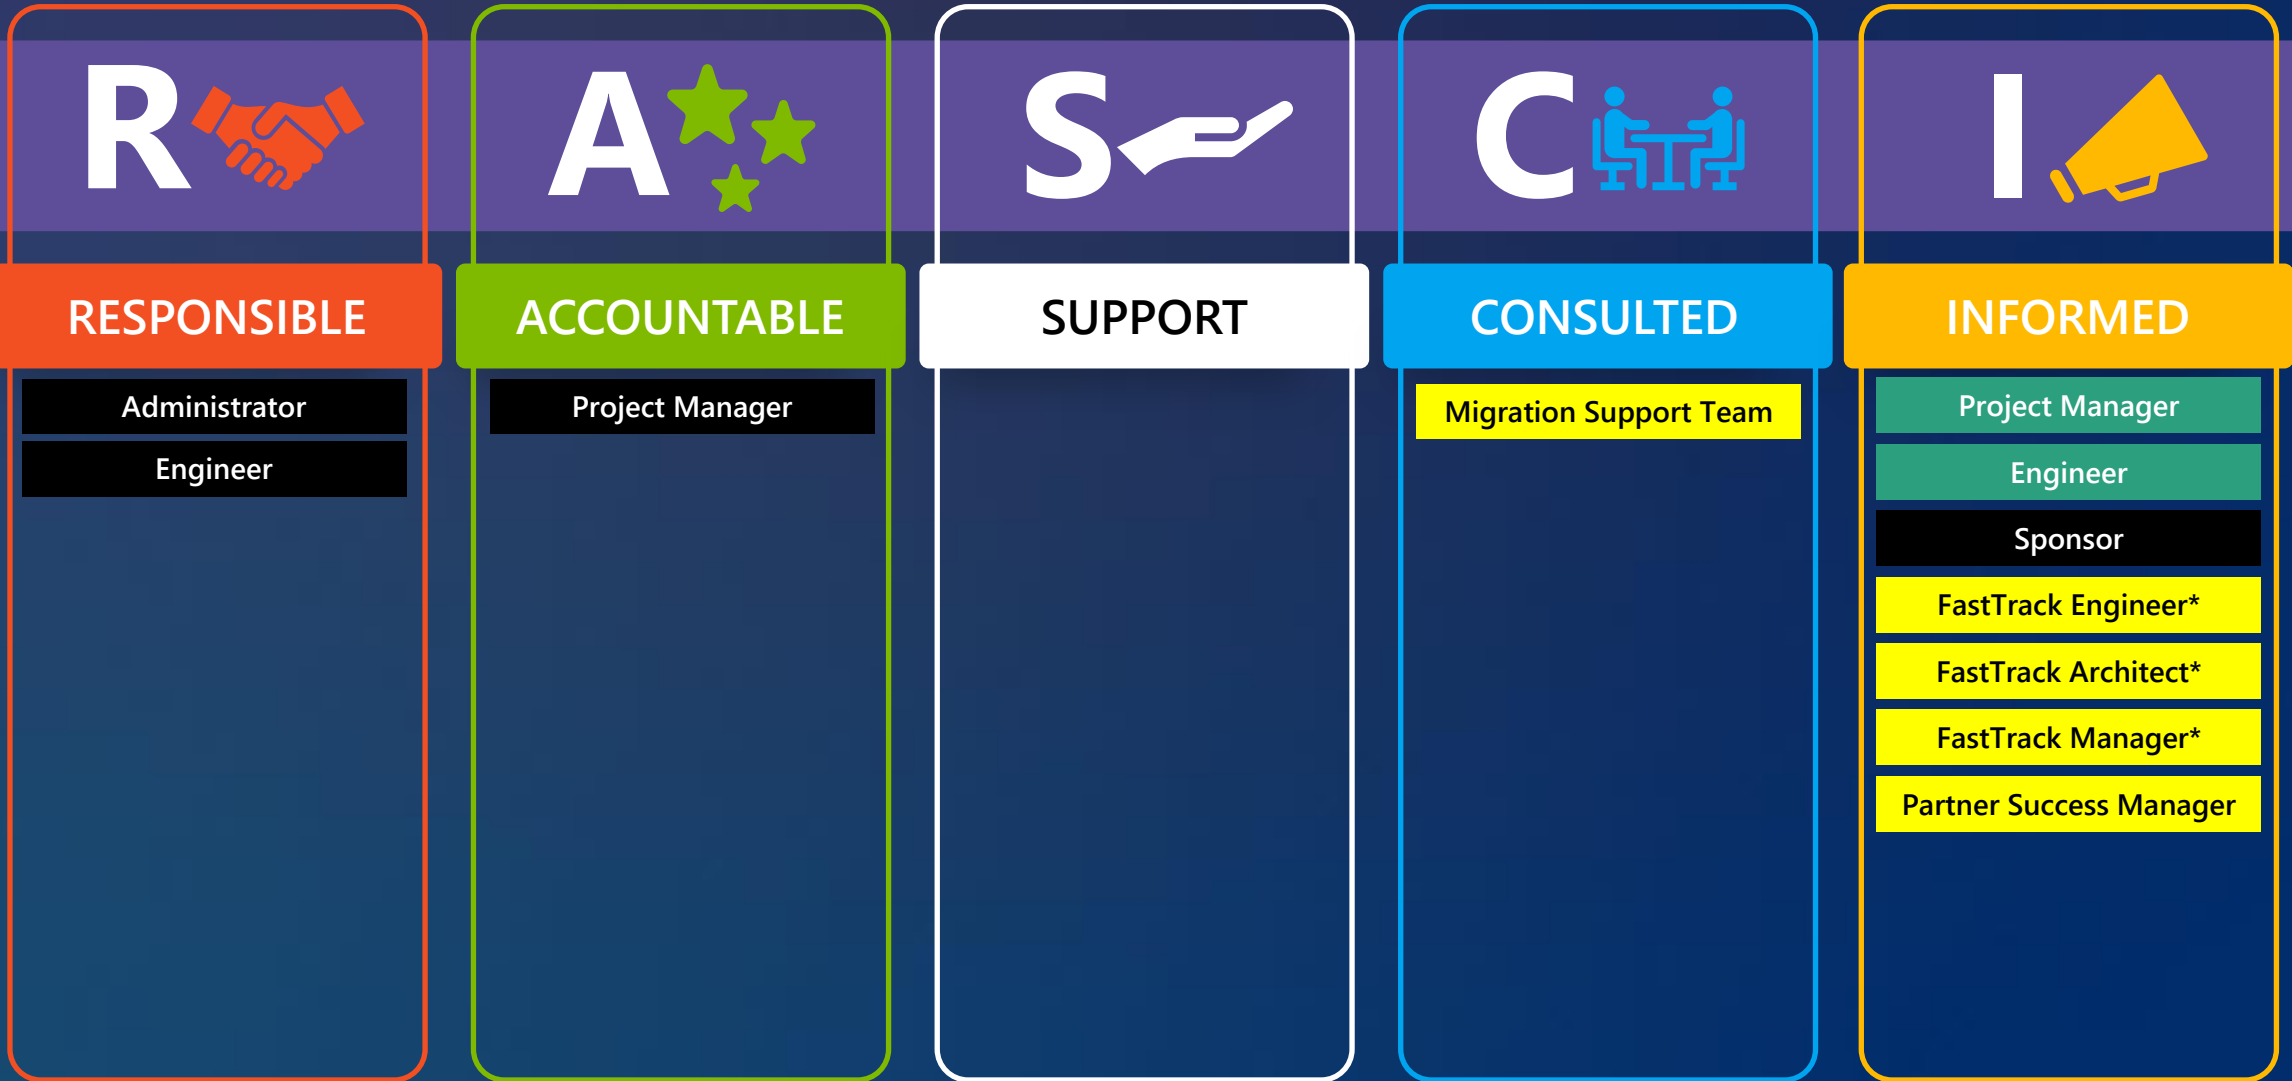 R
A
S
C
I
RESPONSIBLE
ACCOUNTABLE
SUPPORT
CONSULTED
INFORMED
Administrator
Engineer
Project Manager
Migration Support Team
Project Manager
Engineer
Sponsor
FastTrack Engineer*
FastTrack Architect*
FastTrack Manager*
Partner Success Manager